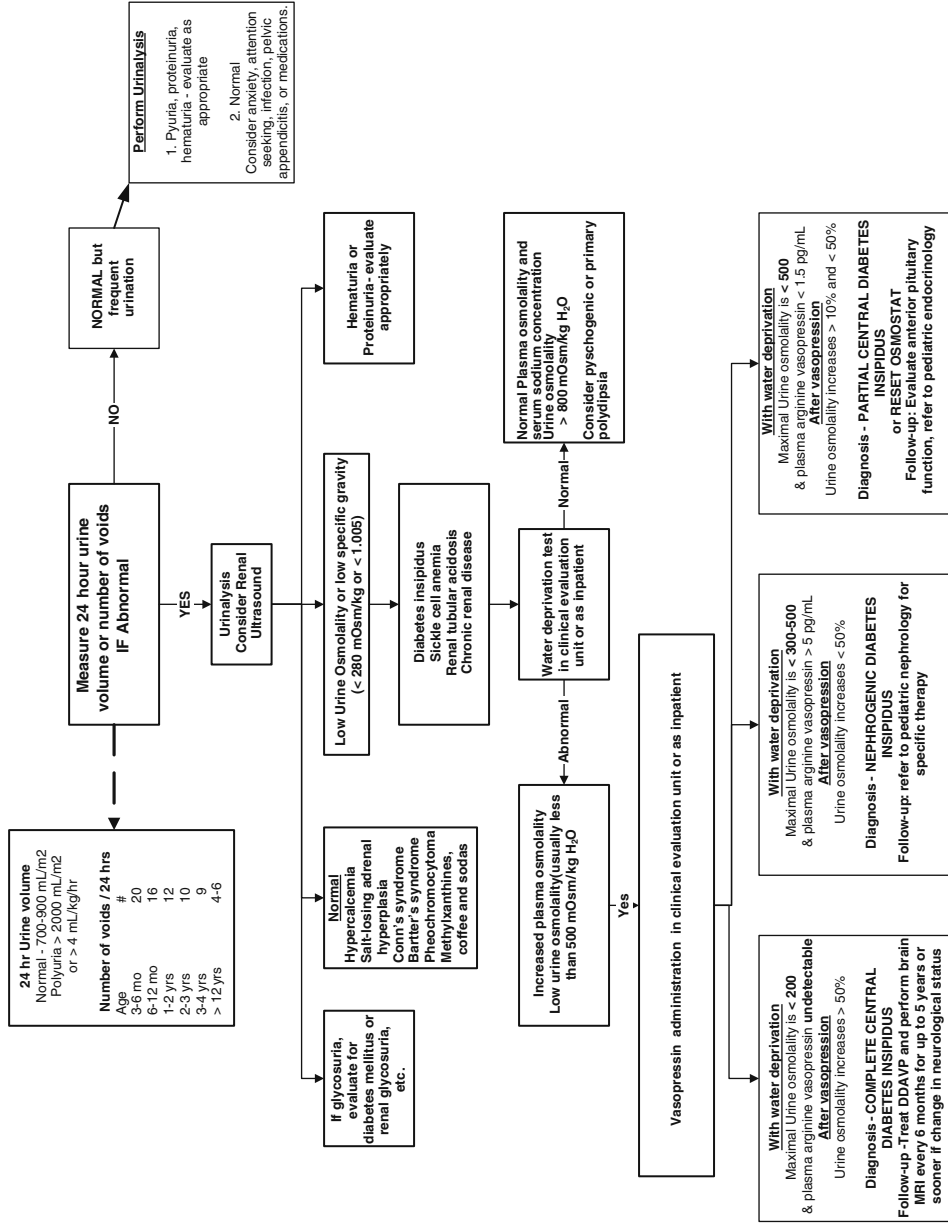 24 hr Urine volume
Normal - 700-900 mL/m2
Polyuria > 2000 mL/m2
or > 4 mL/kg/hr
Number of voids / 24 hrs
Age #
3-6 mo 20
6-12 mo 16
1-2 yrs 12
2-3 yrs 10
3-4 yrs 9
> 12 yrs 4-6
Measure 24 hour urine
volume or number of voids
IF Abnormal
NO
NORMAL but
frequent
urination
Perform Urinalysis
1. Pyuria, proteinuria,
hematuria - evaluate as
appropriate
2. Normal
Consider anxiety, attention
seeking, infection, pelvic
appendicitis, or medications.
YES
Urinalysis
Consider Renal
Ultrasound
If glycosuria,
evaluate for
diabetes mellitus or
renal glycosuria,
etc.
Normal
Hypercalcemia
Salt-losing adrenal
hyperplasia
Conn's syndrome
Bartter's syndrome
Pheochromocytoma
Methylxanthines,
coffee and sodas
Low Urine Osmolality or low specific gravity
(< 280 mOsm/kg or < 1.005)
Hematuria or
Proteinuria- evaluate
appropriately
Diabetes insipidus
Sickle cell anemia
Renal tubular acidosis
Chronic renal disease
Water deprivation test
in clinical evaluation
unit or as inpatient
Abnormal
Normal
Increased plasma osmolality
Low urine osmolality(usually less
than 500 mOsm/kg H2O
Normal Plasma osmolality and
serum sodium concentration
Urine osmolality
> 800 mOsm/kg H2O
Consider pyschogenic or primary
polydipsia
Yes
Vasopressin administration in clinical evaluation unit or as inpatient
With water deprivation
Maximal Urine osmolality is < 200
& plasma arginine vasopressin undetectable
After vasopression
Urine osmolality increases > 50%
Diagnosis - COMPLETE CENTRAL
DIABETES INSIPIDUS
Follow-up -Treat DDAVP and perform brain
MRI every 6 months for up to 5 years or
sooner if change in neurological status
With water deprivation
Maximal Urine osmolality is < 300-500
& plasma arginine vasopressin > 5 pg/mL
After vasopression
Urine osmolality increases < 50%
Diagnosis - NEPHROGENIC DIABETES
INSIPIDUS
Follow-up: refer to pediatric nephrology for
specific therapy
With water deprivation
Maximal Urine osmolality is < 500
& plasma arginine vasopressin < 1.5 pg/mL
After vasopression
Urine osmolality increases > 10% and < 50%
Diagnosis - PARTIAL CENTRAL DIABETES
INSIPIDUS
or RESET OSMOSTAT
Follow-up: Evaluate anterior pituitary
function, refer to pediatric endocrinology